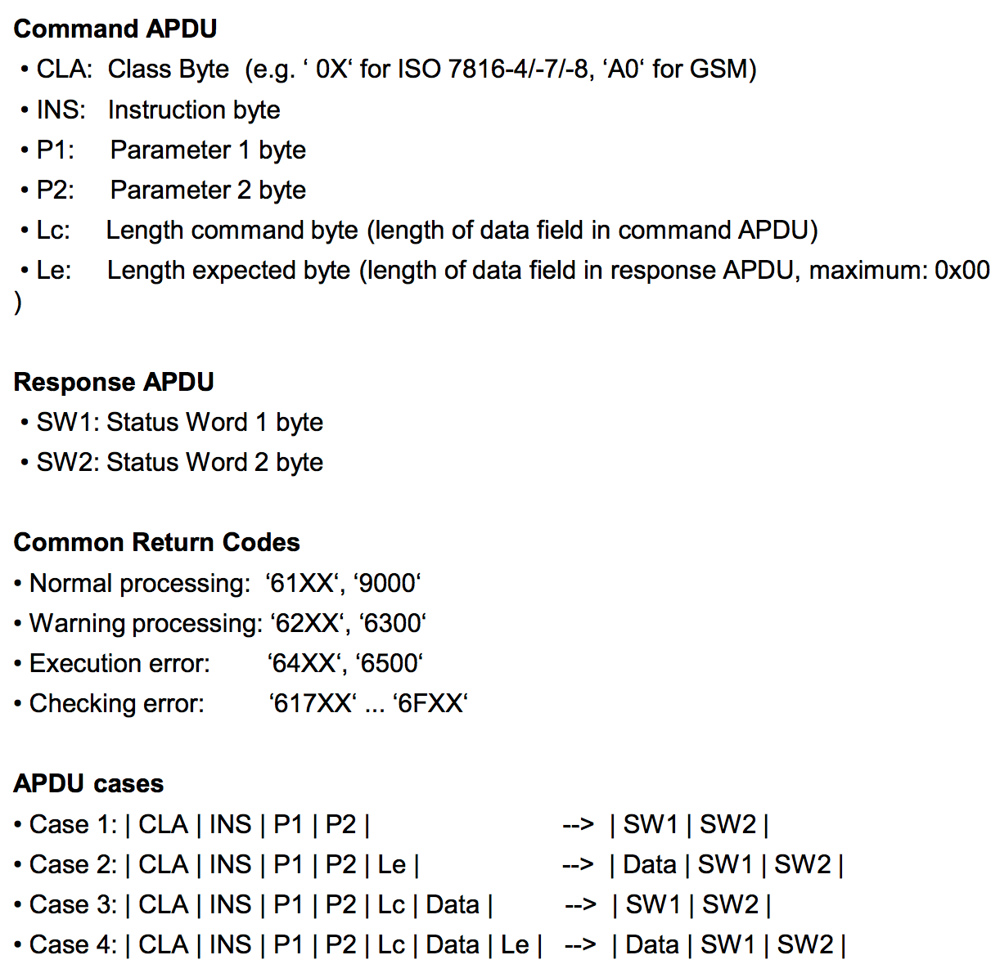 Command APDU
• CLA: Class Byte (e.g. ‘ 0X‘ for ISO 7816-4/-7/-8, ‘A0‘ for GSM)
• INS: Instruction byte
• P1: Parameter 1 byte
• P2: Parameter 2 byte
• Lc: Length command byte (length of data field in command APDU)
• Le: Length expected byte (length of data field in response APDU, maximum: 0x00
)
Response APDU
• SW1: Status Word 1 byte
• SW2: Status Word 2 byte
Common Return Codes
• Normal processing: ‘61XX‘, ‘9000‘
• Warning processing: ‘62XX‘, ‘6300‘
• Execution error: ‘64XX‘, ‘6500‘
• Checking error: ‘617XX‘ ... ‘6FXX‘
APDU cases
• Case 1: | CLA | INS | P1 | P2 | --> | SW1 | SW2 |
• Case 2: | CLA | INS | P1 | P2 | Le | --> | Data | SW1 | SW2 |
• Case 3: | CLA | INS | P1 | P2 | Lc | Data | --> | SW1 | SW2 |
• Case 4: | CLA | INS | P1 | P2 | Lc | Data | Le | --> | Data | SW1 | SW2 |